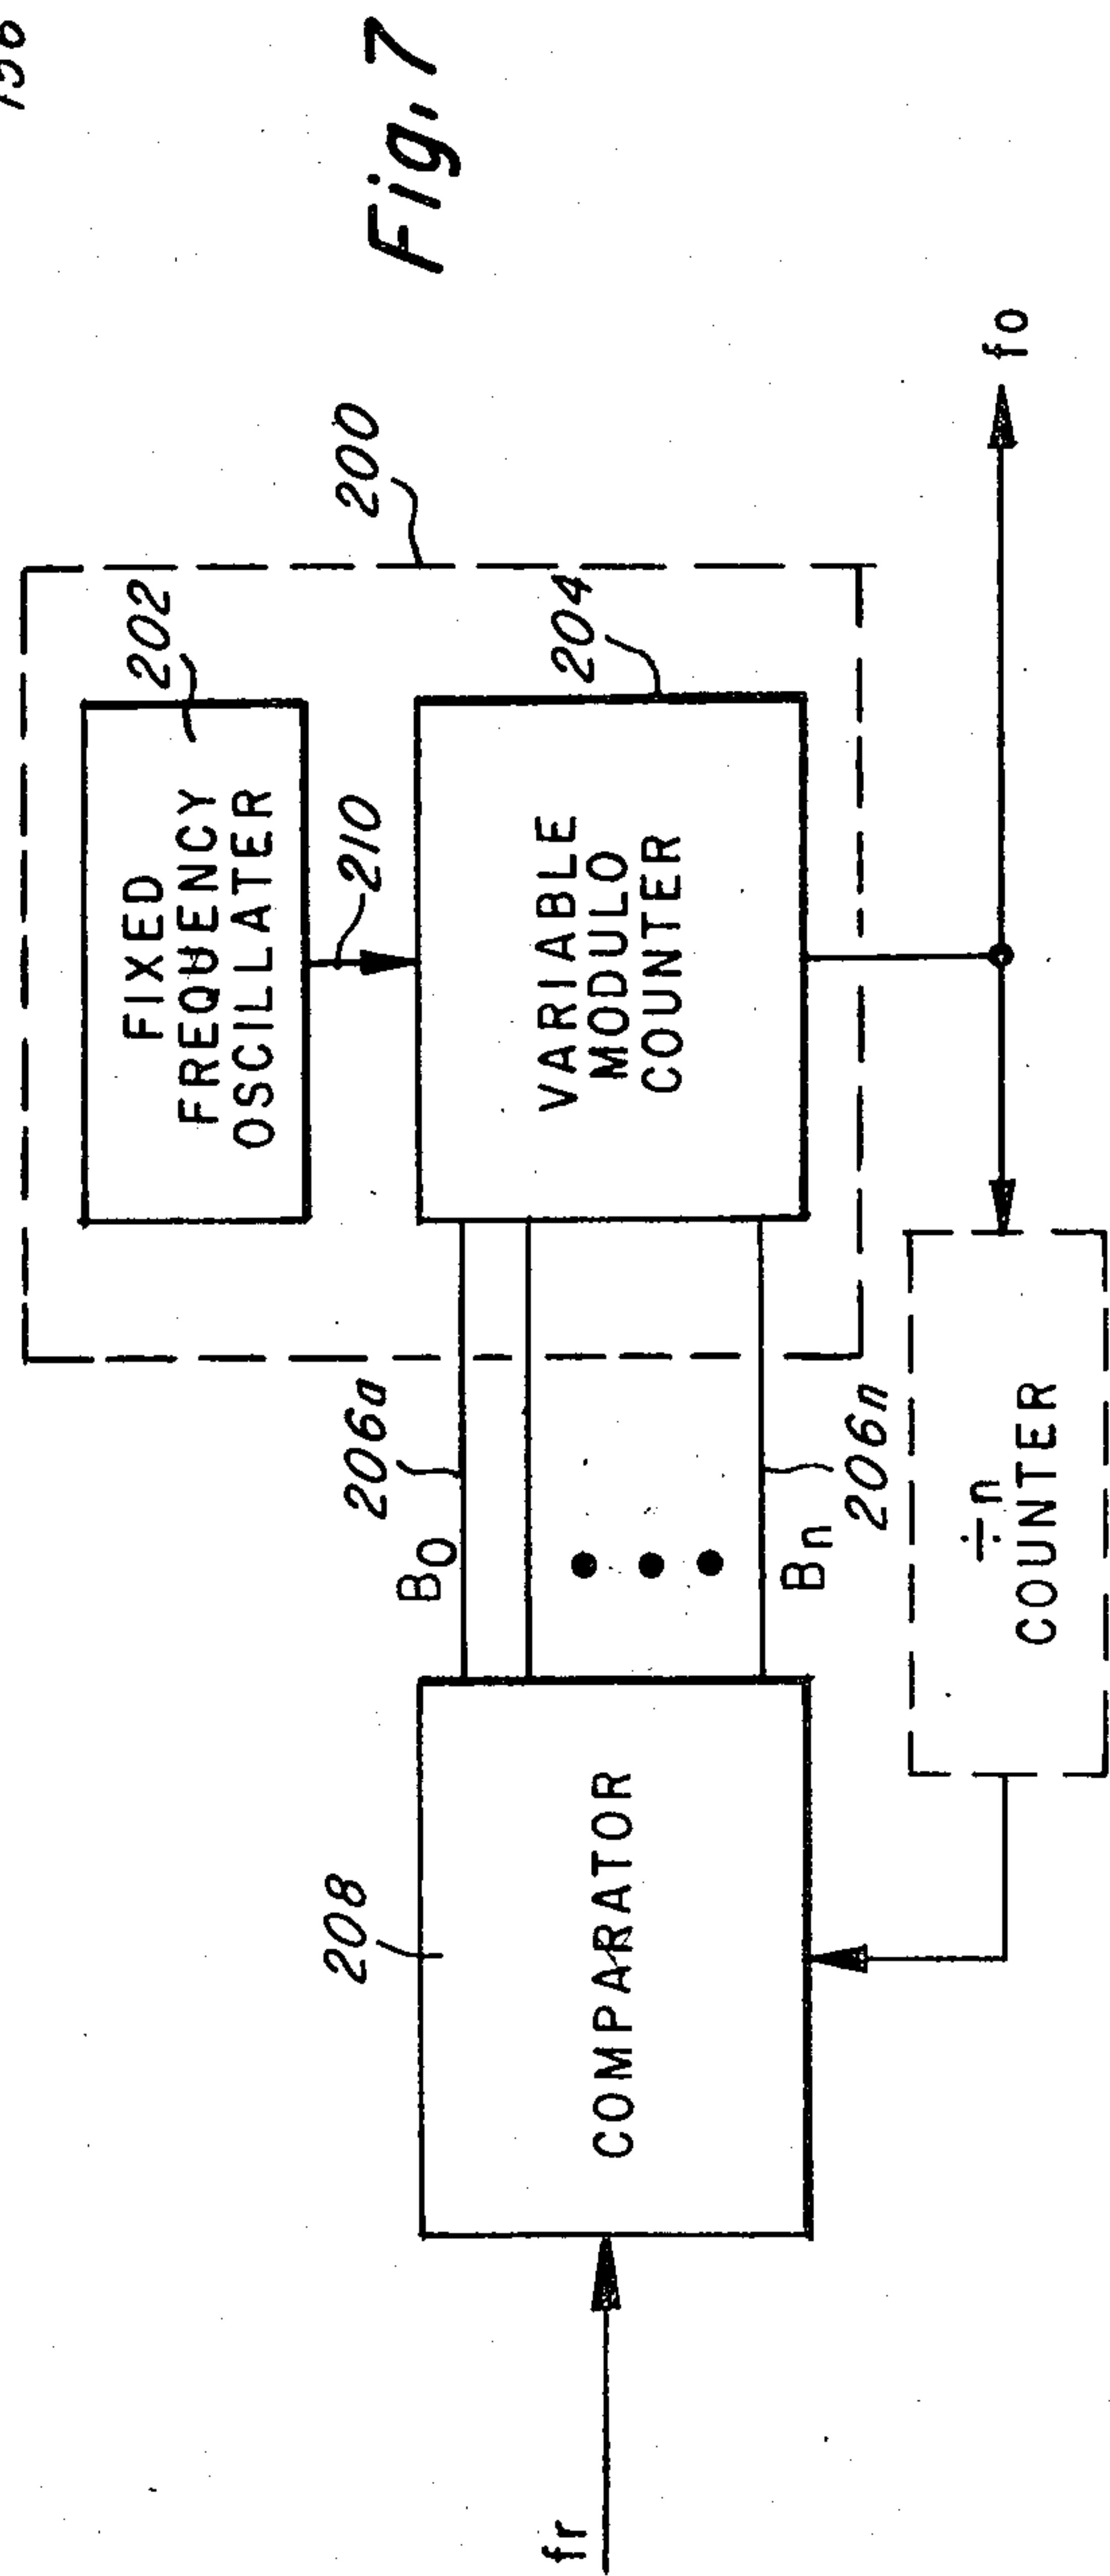 200
202
FIXED
FREQUENCY
OSCILLATER
210
204
VARIABLE
MODULO
COUNTER
206a
B0
Bn
206n
208
COMPARATOR
fr
÷n
COUNTER
fo
Fig. 7